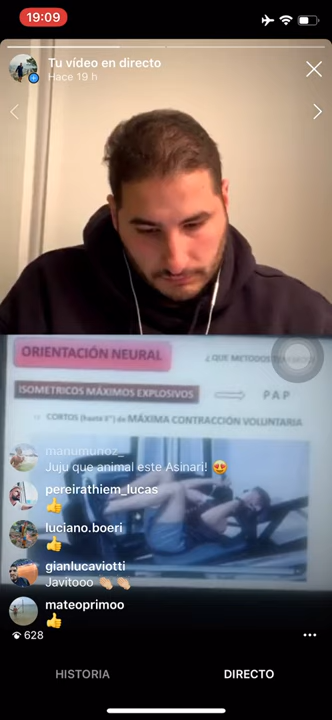 19:09
Tu vídeo en directo
Hace 19 h
ORIENTACIÓN NEURAL
¿QUE METODOS
ISOMETRICOS MÁXIMOS EXPLOSIVOS
PAP
CORTOS (hasta 3") de MÁXIMA CONTRACCIÓN VOLUNTARIA
manumunoz_
Juju que animal este Asinari! 😍
pereirathiem_lucas
👍
luciano.boeri
👍
gianlucaviotti
Javitooo 👏🏻👏🏻
mateoprimoo
👍
628
HISTORIA
DIRECTO